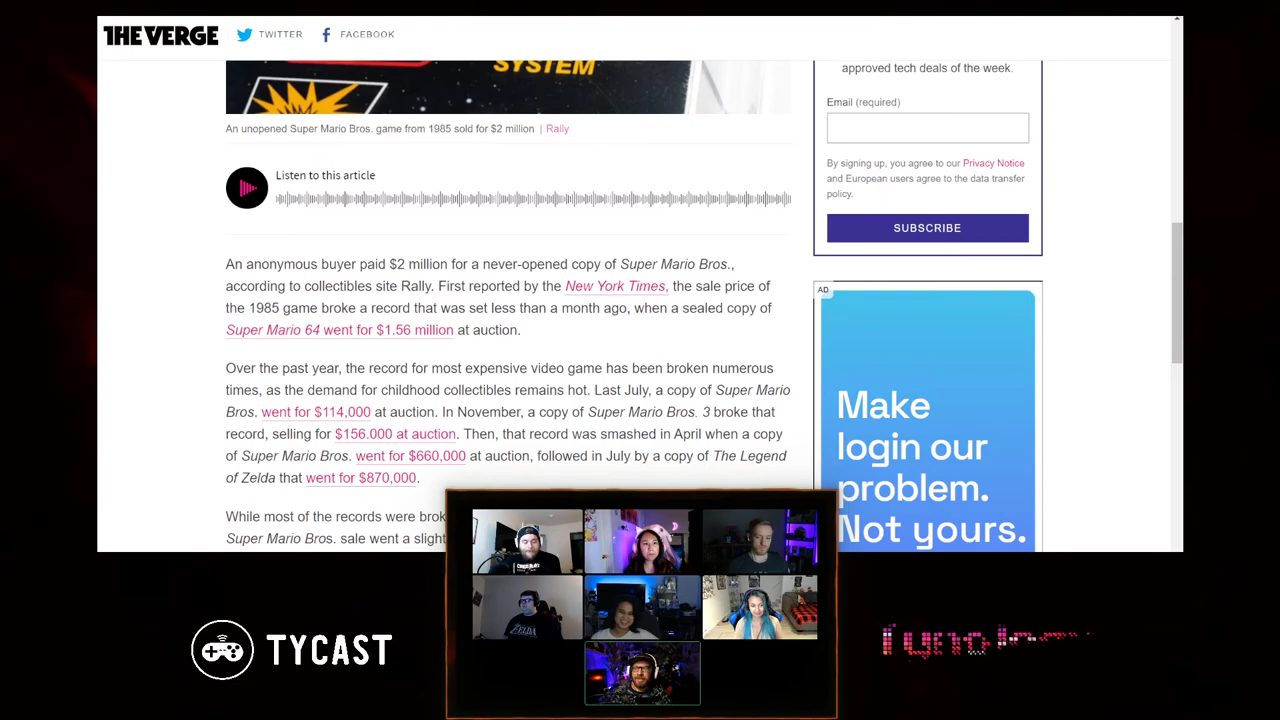 THE VERGE
TWITTER
FACEBOOK
SYSTEM
An unopened Super Mario Bros. game from 1985 sold for $2 million | Rally
Listen to this article
An anonymous buyer paid $2 million for a never-opened copy of Super Mario Bros.,
according to collectibles site Rally. First reported by the New York Times, the sale price of
the 1985 game broke a record that was set less than a month ago, when a sealed copy of
Super Mario 64 went for $1.56 million at auction.
Over the past year, the record for most expensive video game has been broken numerous
times, as the demand for childhood collectibles remains hot. Last July, a copy of Super Mario
Bros. went for $114,000 at auction. In November, a copy of Super Mario Bros. 3 broke that
record, selling for $156.000 at auction. Then, that record was smashed in April when a copy
of Super Mario Bros. went for $660,000 at auction, followed in July by a copy of The Legend
of Zelda that went for $870,000.
While most of the records were brok
Super Mario Bros. sale went a slight
approved tech deals of the week.
Email (required)
By signing up, you agree to our Privacy Notice
and European users agree to the data transfer
policy.
SUBSCRIBE
AD
Make
login our
problem.
Not yours.
ZELDA
TYCAST